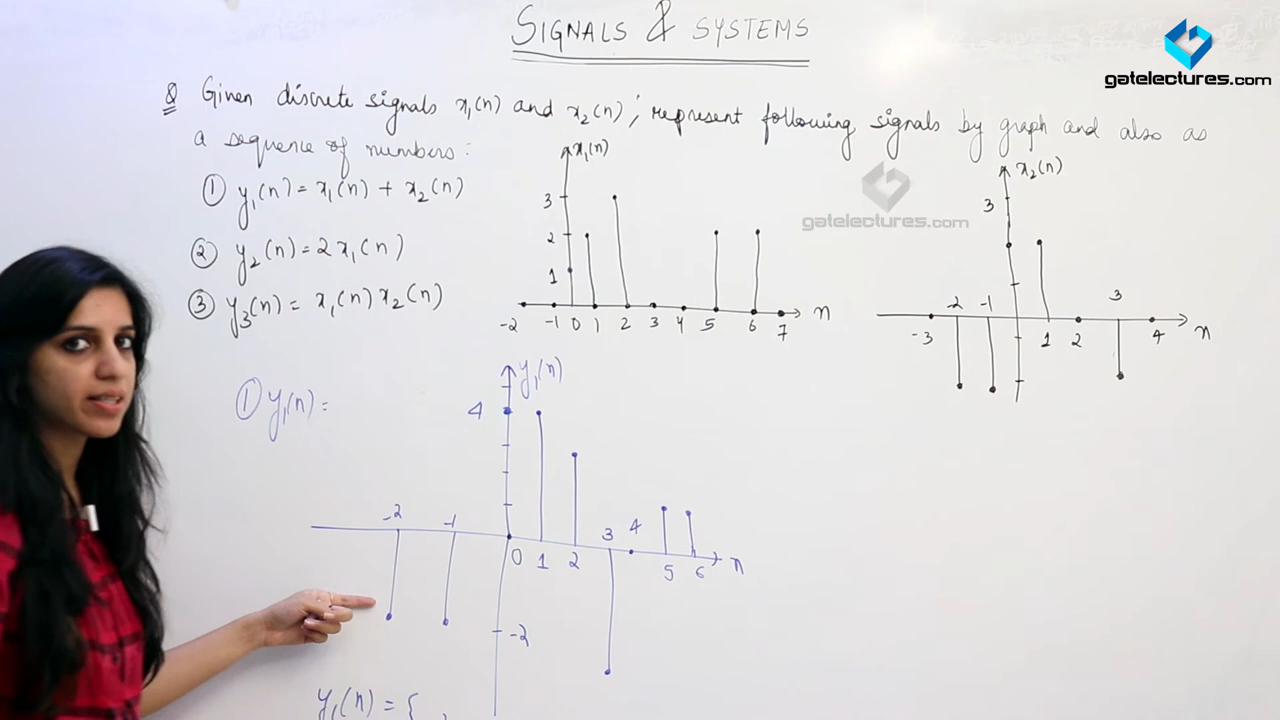 SIGNALS & SYSTEMS
gatelectures.com
Q Given discrete signals x₁(n) and x₂(n), represent following signals by graph and also as
a sequence of numbers:
① y₁(n) = x₁(n) + x₂(n)
② y₂(n) = 2x₁(n)
③ y₃(n) = x₁(n) x₂(n)
x₁(n)
3
2
1
-2 -1 0 1 2 3 4 5 6 7 n
gatelectures.com
x₂(n)
3
-2 -1 3
-3 1 2 4 n
① y₁(n) =
y₁(n)
4
-2 -1 3 4
0 1 2 5 6 n
-2
y₁(n) = { ,